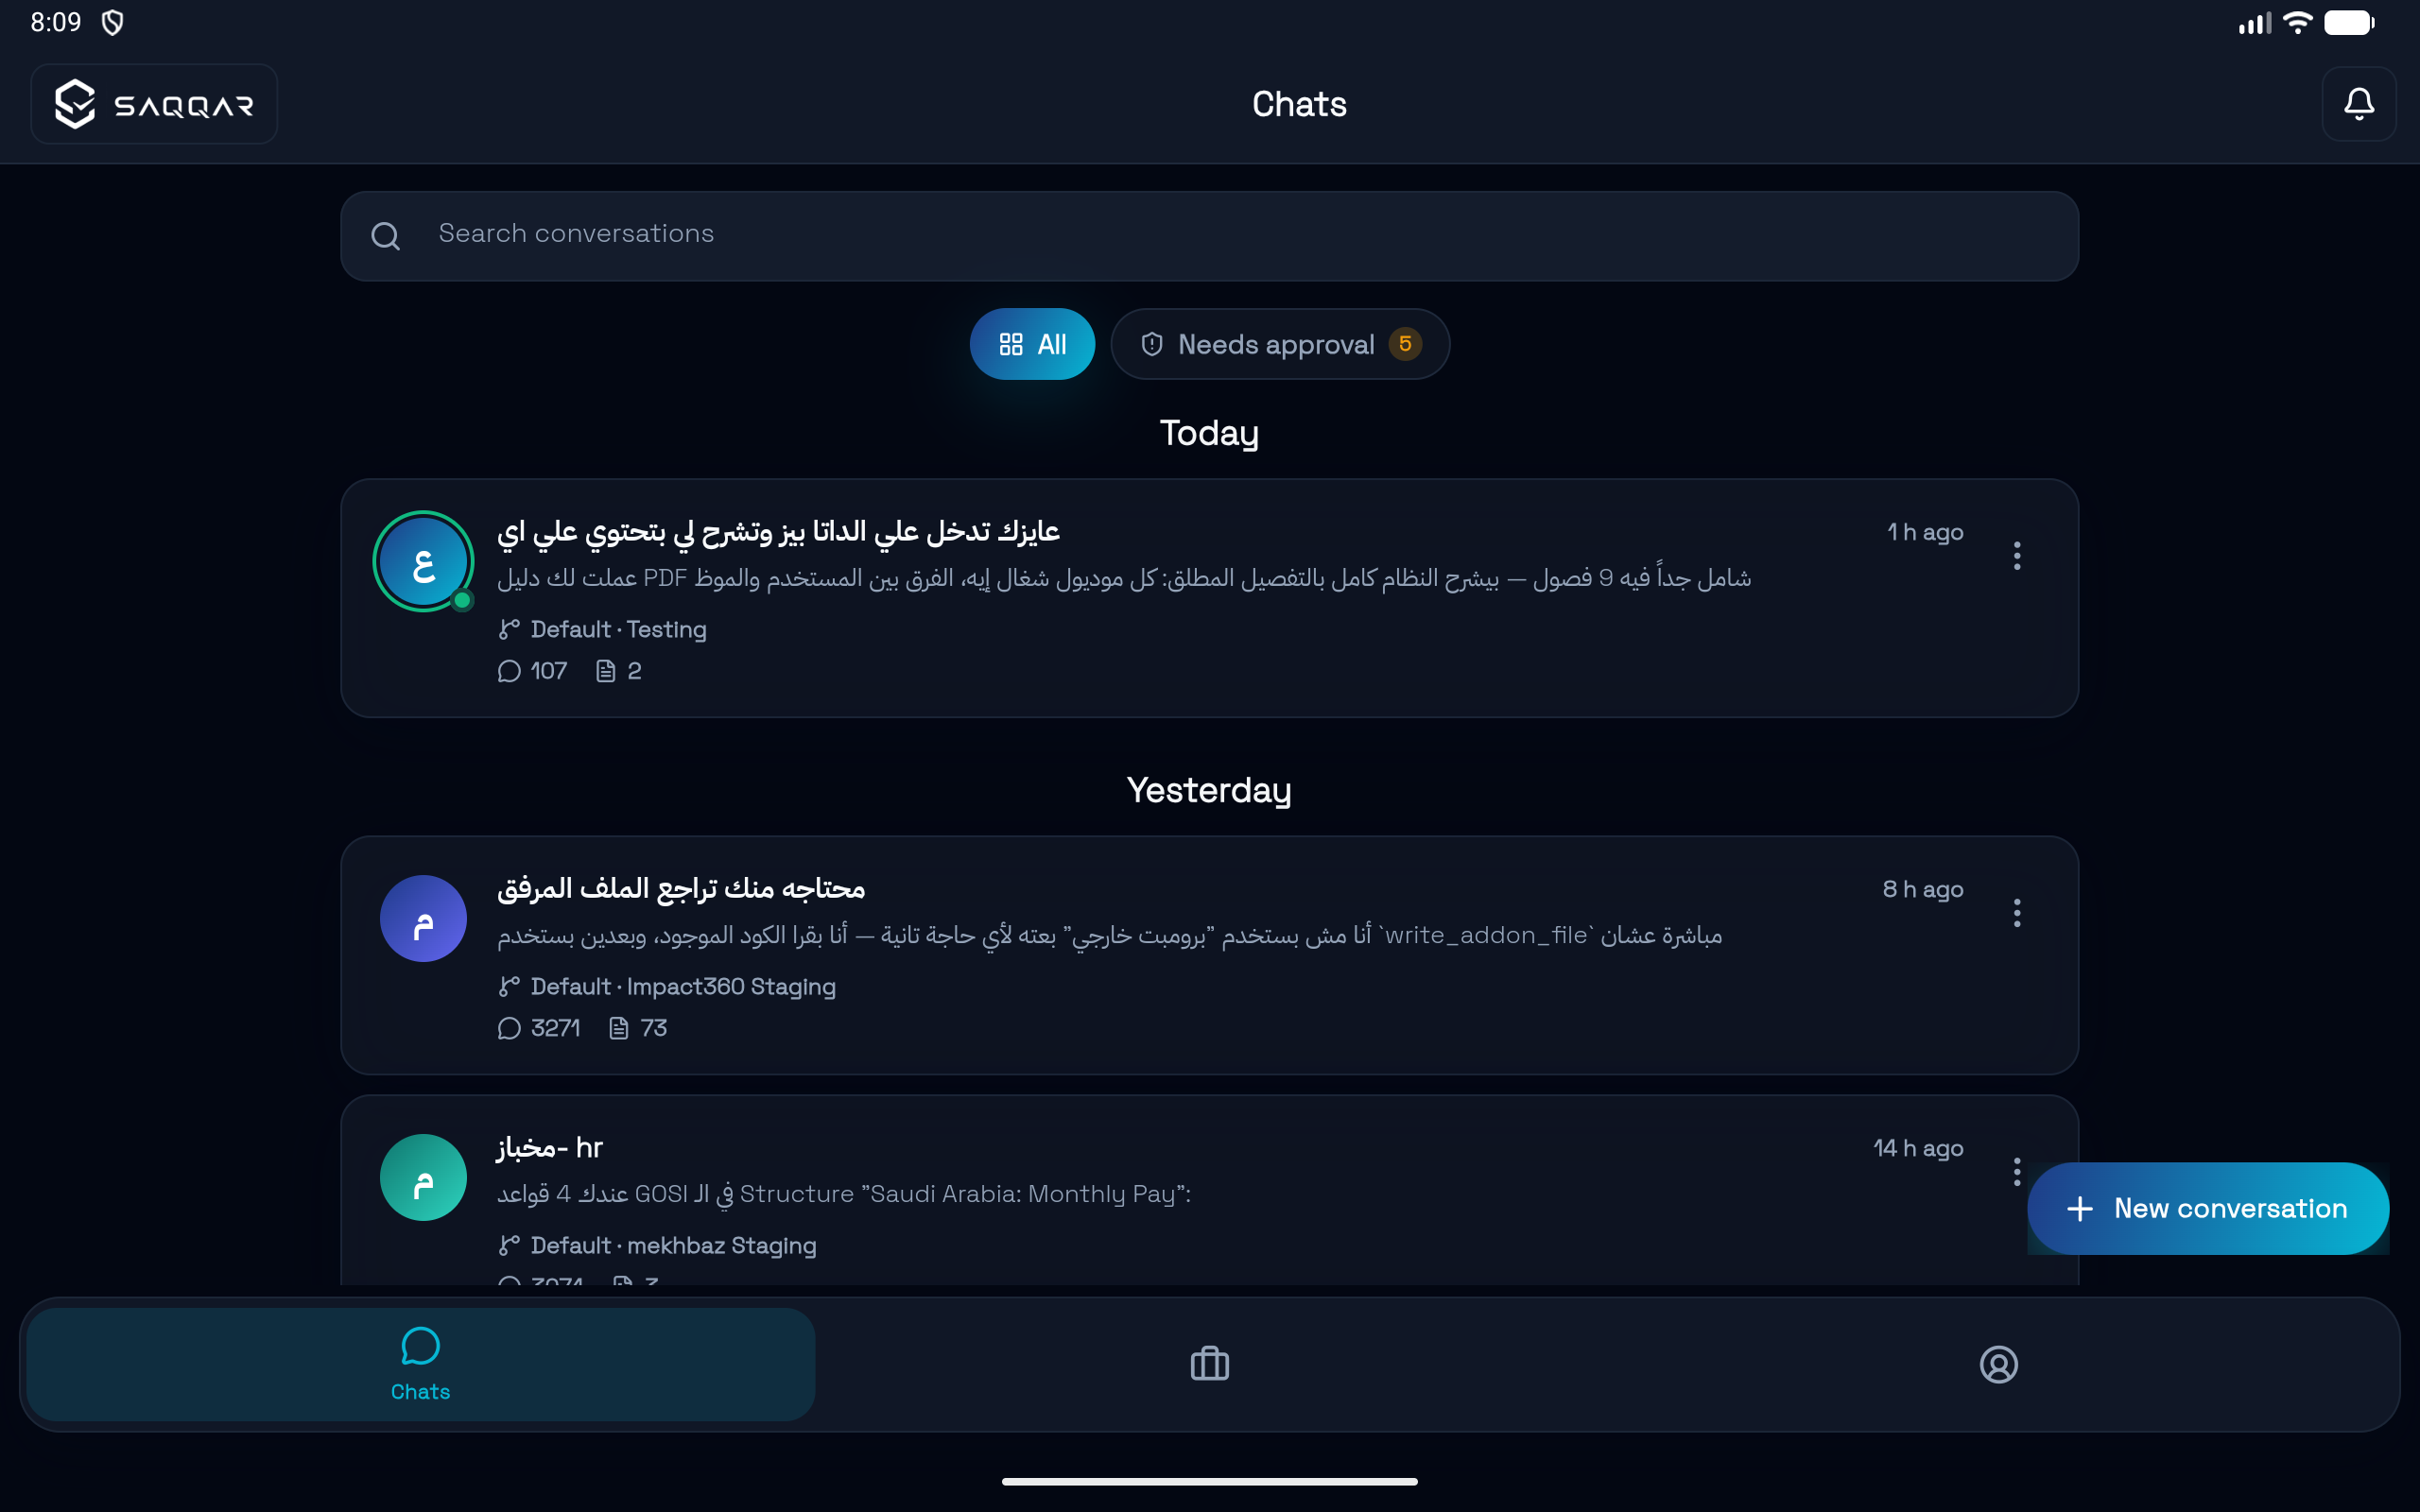 8:09
SAQQAR
Chats
Search conversations
All
Needs approval 5
Today
عايزك تدخل علي الداتا بيز وتشرح لي بتحتوي علي اي
1 h ago
عملت لك دليل PDF شامل جداً فيه 9 فصول — بيشرح النظام كامل بالتفصيل المطلق: كل موديول شغال إيه، الفرق بين المستخدم والموظ
ع
Default · Testing
107 2
Yesterday
محتاجه منك تراجع الملف المرفق
8 h ago
أنا مش بستخدم "برومبت خارجي" بعته لأي حاجة تانية — أنا بقرا الكود الموجود، وبعدين بستخدم `write_addon_file` مباشرة عشان
م
Default · Impact360 Staging
3271 73
مخباز- hr
14 h ago
عندك 4 قواعد GOSI في الـ Structure "Saudi Arabia: Monthly Pay":
م
Default · mekhbaz Staging
New conversation
Chats